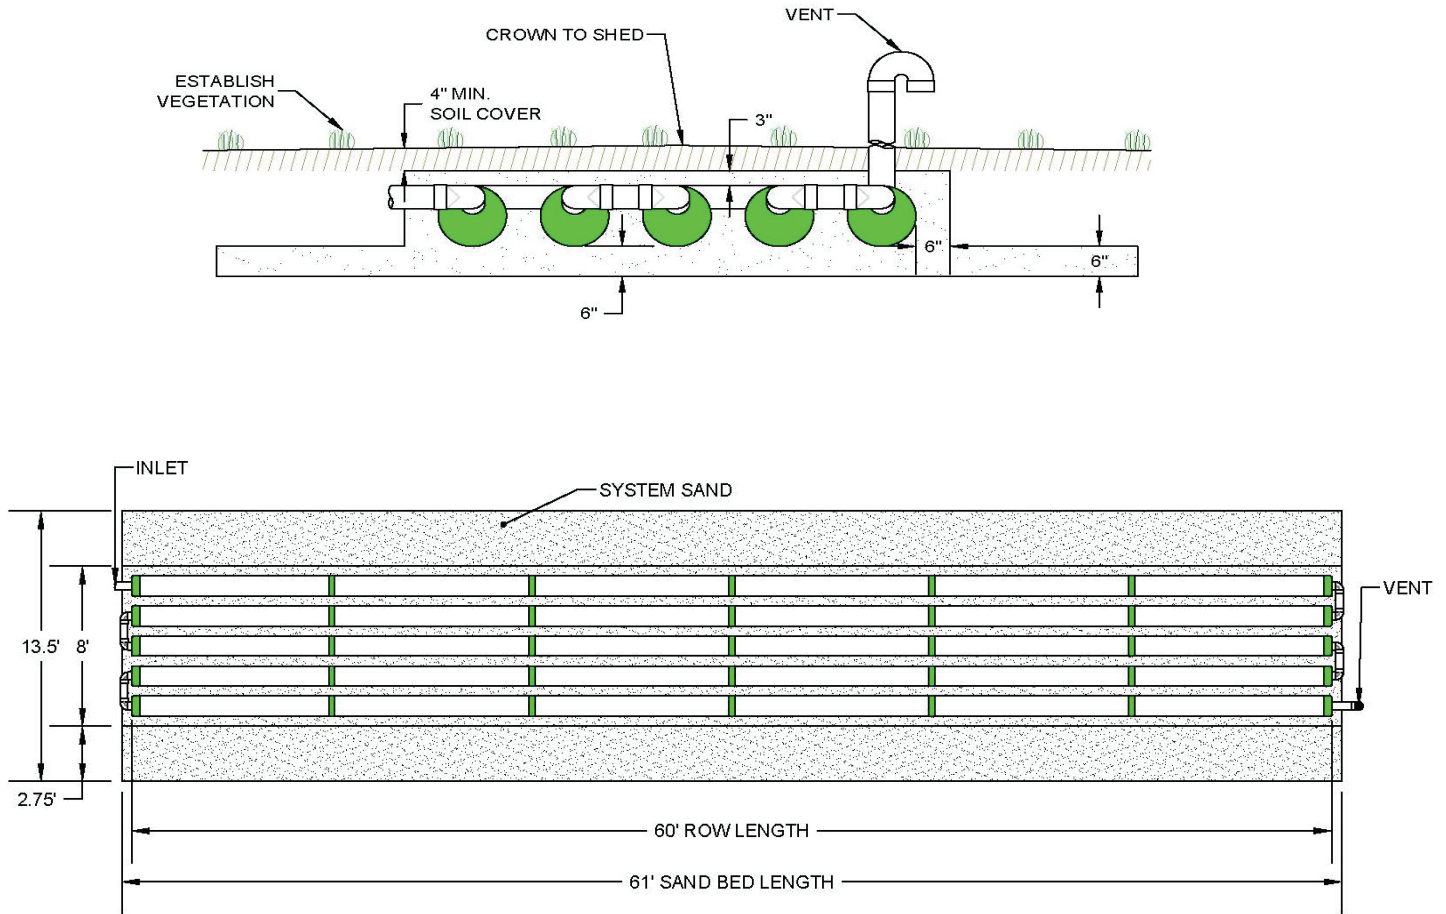 VENT
CROWN TO SHED
ESTABLISH
VEGETATION
4" MIN.
SOIL COVER
3"
6"
6"
6"
INLET
SYSTEM SAND
VENT
13.5'
8'
2.75'
60' ROW LENGTH
61' SAND BED LENGTH